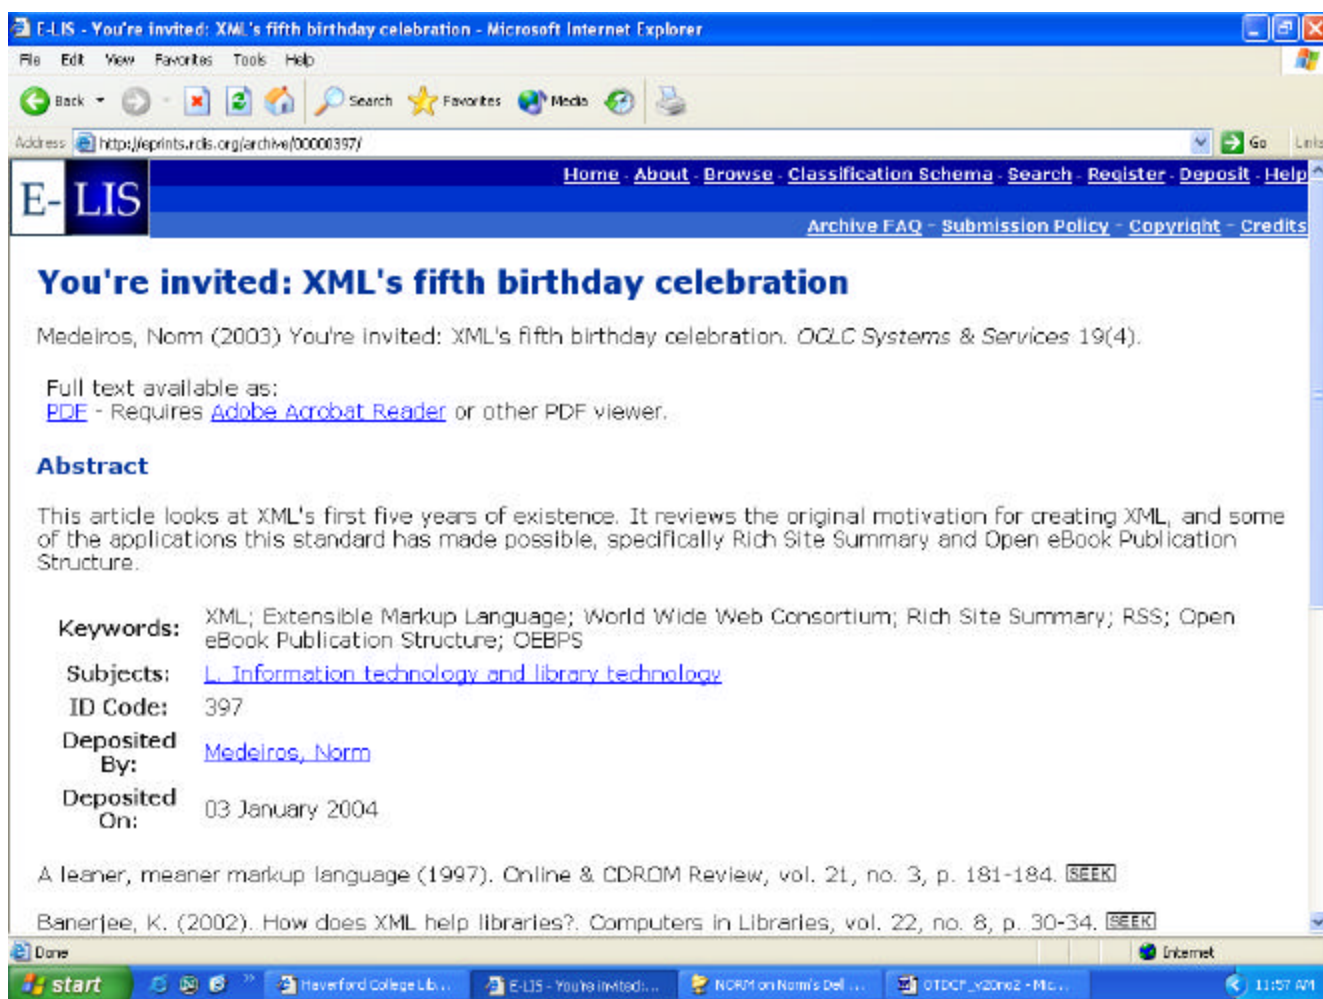 E-LIS - You're invited: XML's fifth birthday celebration - Microsoft Internet Explorer
File Edit View Favorites Tools Help
Back Search Favorites Media
Address http://eprints.rclis.org/archive/00000397/ Go Links
E-LIS
Home - About - Browse - Classification Schema - Search - Register - Deposit - Help
Archive FAQ - Submission Policy - Copyright - Credits
You're invited: XML's fifth birthday celebration
Medeiros, Norm (2003) You're invited: XML's fifth birthday celebration. OCLC Systems & Services 19(4).
Full text available as:
PDF - Requires Adobe Acrobat Reader or other PDF viewer.
Abstract
This article looks at XML's first five years of existence. It reviews the original motivation for creating XML, and some
of the applications this standard has made possible, specifically Rich Site Summary and Open eBook Publication
Structure.
Keywords: XML; Extensible Markup Language; World Wide Web Consortium; Rich Site Summary; RSS; Open
eBook Publication Structure; OEBPS
Subjects: L. Information technology and library technology
ID Code: 397
Deposited
By: Medeiros, Norm
Deposited
On: 03 January 2004
A leaner, meaner markup language (1997). Online & CDROM Review, vol. 21, no. 3, p. 181-184. SEEK
Banerjee, K. (2002). How does XML help libraries?. Computers in Libraries, vol. 22, no. 8, p. 30-34. SEEK
Done Internet
start Haverford College Lib... E-LIS - You're invited:... NORM on Norm's Dell ... OTDCF_v20no2 - Mic... 11:57 AM